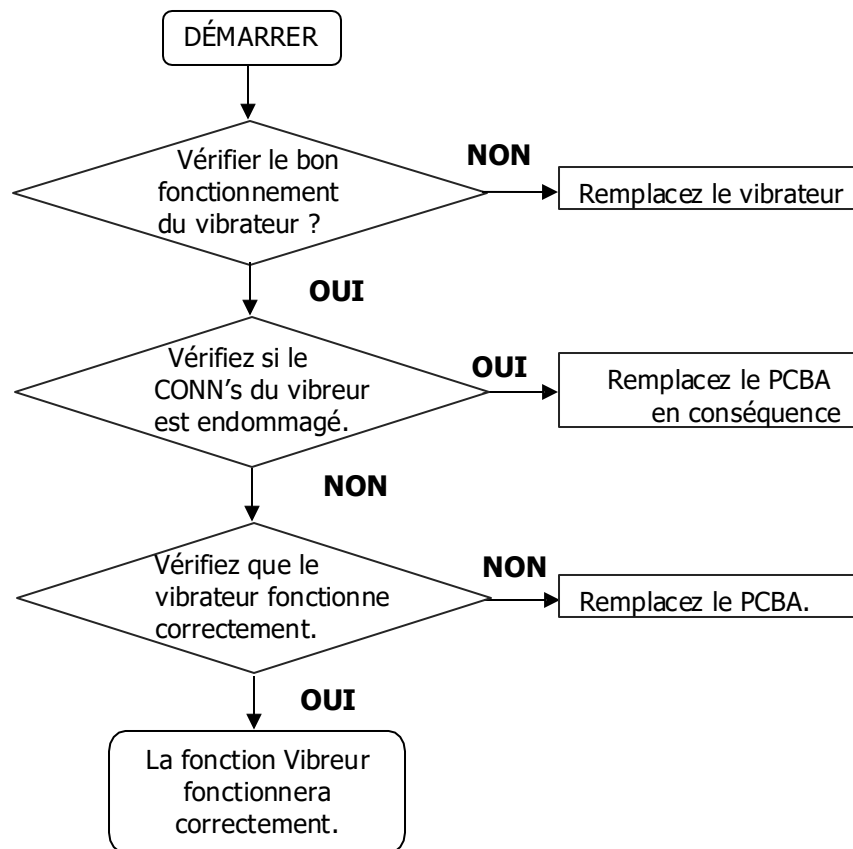 DÉMARRER
Vérifier le bon
fonctionnement
du vibrateur ?
NON
Remplacez le vibrateur
OUI
Vérifiez si le
CONN’s du vibreur
est endommagé.
OUI
Remplacez le PCBA
en conséquence
NON
Vérifiez que le
vibrateur fonctionne
correctement.
NON
Remplacez le PCBA.
OUI
La fonction Vibreur
fonctionnera
correctement.